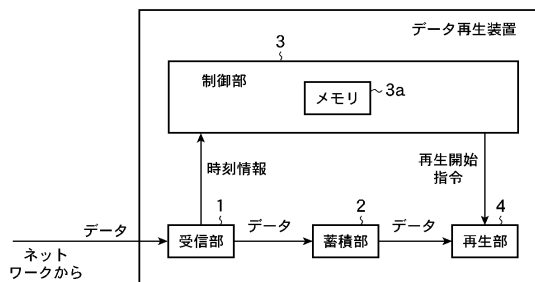 データ再生装置
3
制御部
メモリ
3a
時刻情報
再生開始
指令
1
2
4
データ
データ
データ
受信部
蓄積部
再生部
ネット
ワークから